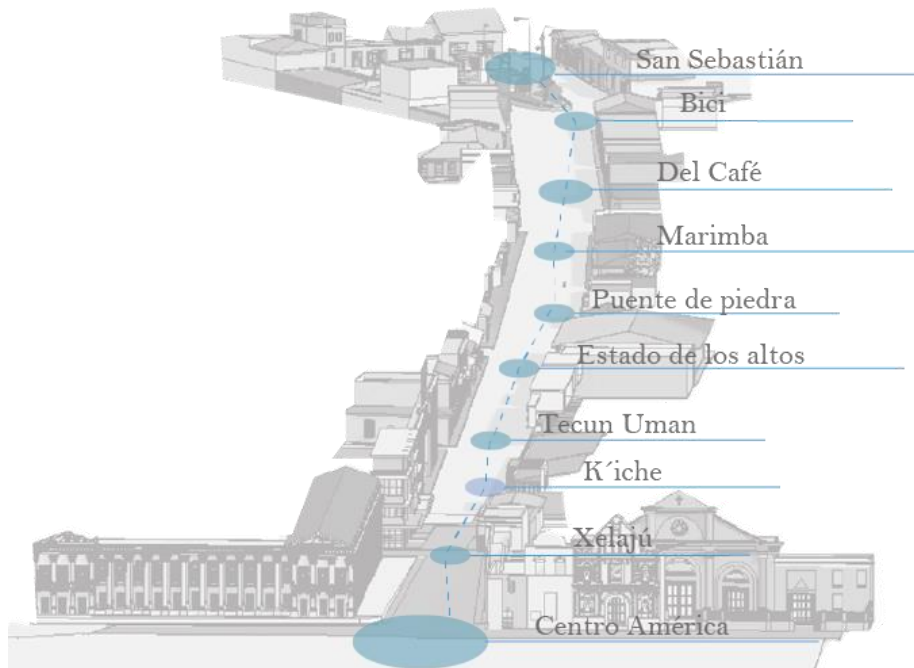 San Sebastián
Bici
Del Café
Marimba
Puente de piedra
Estado de los altos
Tecun Uman
K´iche
Xelajú
Centro América